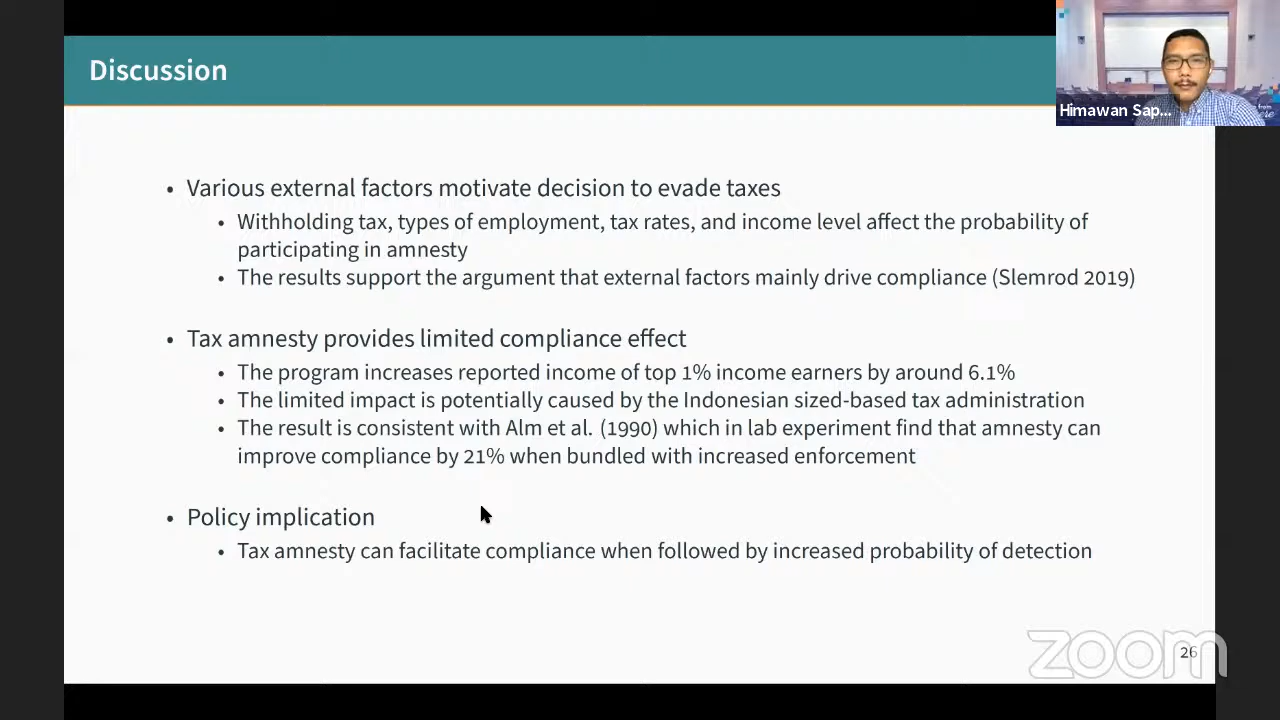 Discussion
Himawan Sap...
• Various external factors motivate decision to evade taxes
• Withholding tax, types of employment, tax rates, and income level affect the probability of
participating in amnesty
• The results support the argument that external factors mainly drive compliance (Slemrod 2019)
• Tax amnesty provides limited compliance effect
• The program increases reported income of top 1% income earners by around 6.1%
• The limited impact is potentially caused by the Indonesian sized-based tax administration
• The result is consistent with Alm et al. (1990) which in lab experiment find that amnesty can
improve compliance by 21% when bundled with increased enforcement
• Policy implication
• Tax amnesty can facilitate compliance when followed by increased probability of detection
zoom
26